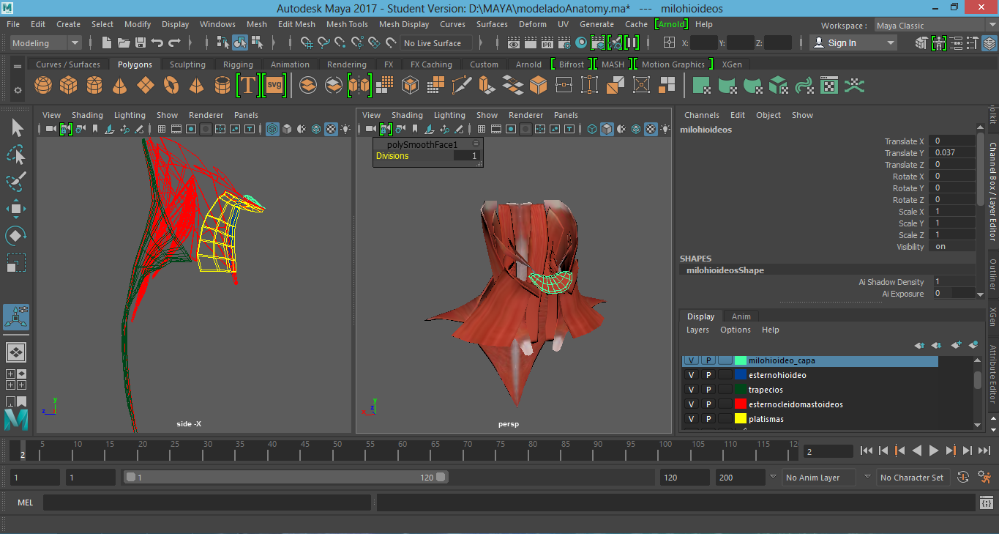 Autodesk Maya 2017 - Student Version: D:\MAYA\modeladoAnatomy.ma* --- milohioideos
File Edit Create Select Modify Display Windows Mesh Edit Mesh Mesh Tools Mesh Display Curves Surfaces Deform UV Generate Cache [Arnold] Help Workspace : Maya Classic
Modeling No Live Surface IPR X: Y: Z: Sign In
Curves / Surfaces Polygons Sculpting Rigging Animation Rendering FX FX Caching Custom Arnold Bifrost MASH Motion Graphics XGen
T svg
View Shading Lighting Show Renderer Panels
View Shading Lighting Show Renderer Panels
Channels Edit Object Show
milohioideos
polySmoothFace1
Divisions 1
Translate X 0
Translate Y 0.037
Translate Z 0
Rotate X 0
Rotate Y 0
Rotate Z 0
Scale X 1
Scale Y 1
Scale Z 1
Visibility on
SHAPES
milohioideosShape
Ai Shadow Density 1
Ai Exposure 0
Channel Box / Layer Editor
Outliner
XGen
Attribute Editor
Display Anim
Layers Options Help
V P milohioideo_capa
V P esternohioideo
V P trapecios
V P esternocleidomastoideos
V P platismas
y
z
side -X
y
z
x
persp
5 10 15 20 25 30 35 40 45 50 55 60 65 70 75 80 85 90 95 100 105 110 115 12
2
2
1 1 1 120 120 200 No Anim Layer No Character Set
MEL